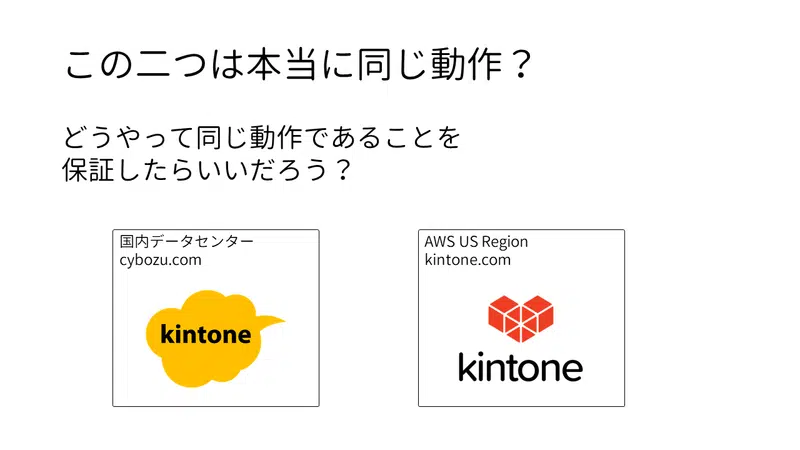 この二つは本当に同じ動作？
どうやって同じ動作であることを
保証したらいいだろう？
国内データセンター
cybozu.com
kintone
AWS US Region
kintone.com
kintone